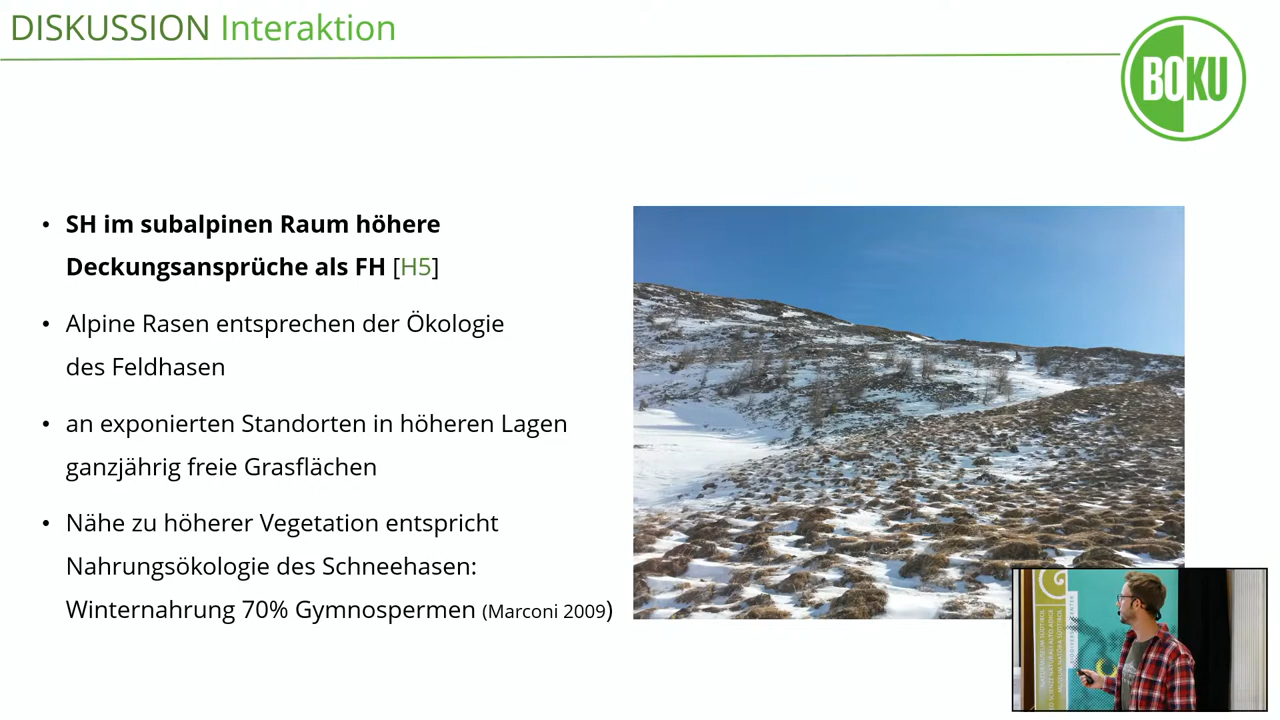 DISKUSSION Interaktion
BOKU
• SH im subalpinen Raum höhere
Deckungsansprüche als FH [H5]
• Alpine Rasen entsprechen der Ökologie
des Feldhasen
• an exponierten Standorten in höheren Lagen
ganzjährig freie Grasflächen
• Nähe zu höherer Vegetation entspricht
Nahrungsökologie des Schneehasen:
Winternahrung 70% Gymnospermen (Marconi 2009)